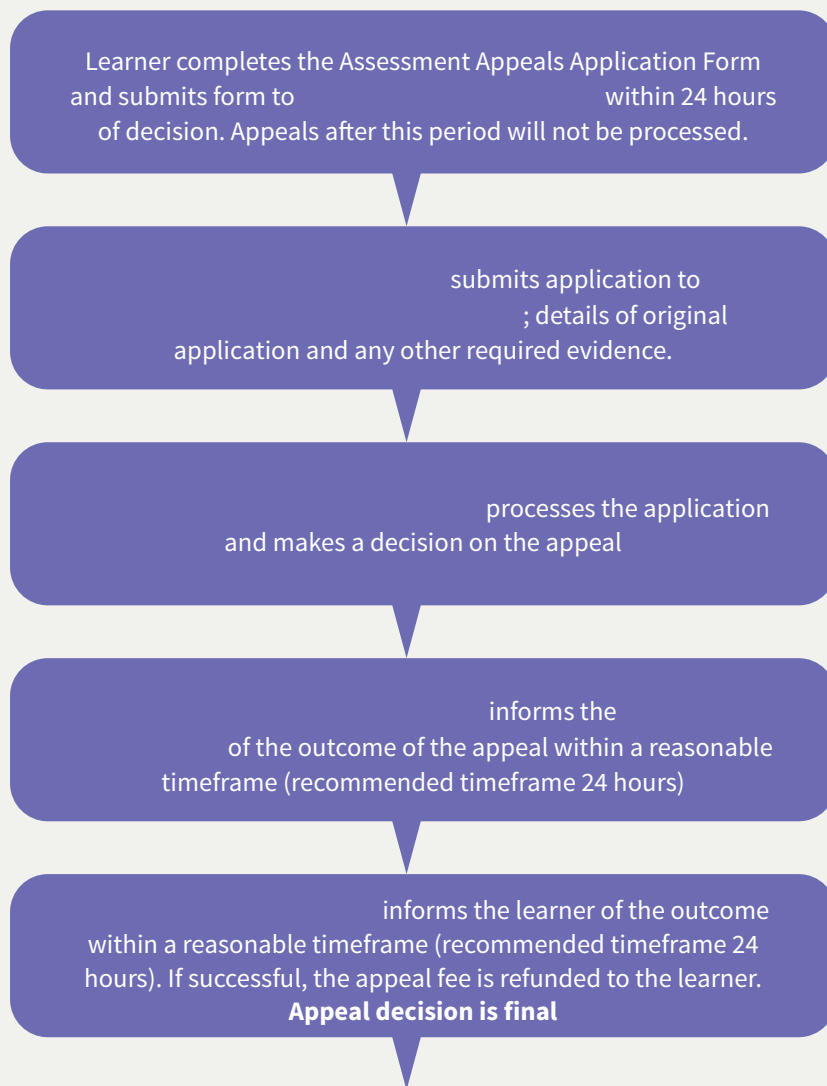 Learner completes the Assessment Appeals Application Form
and submits form to within 24 hours
of decision. Appeals after this period will not be processed.
submits application to
; details of original
application and any other required evidence.
processes the application
and makes a decision on the appeal
informs the
of the outcome of the appeal within a reasonable
timeframe (recommended timeframe 24 hours)
informs the learner of the outcome
within a reasonable timeframe (recommended timeframe 24
hours). If successful, the appeal fee is refunded to the learner.
Appeal decision is final